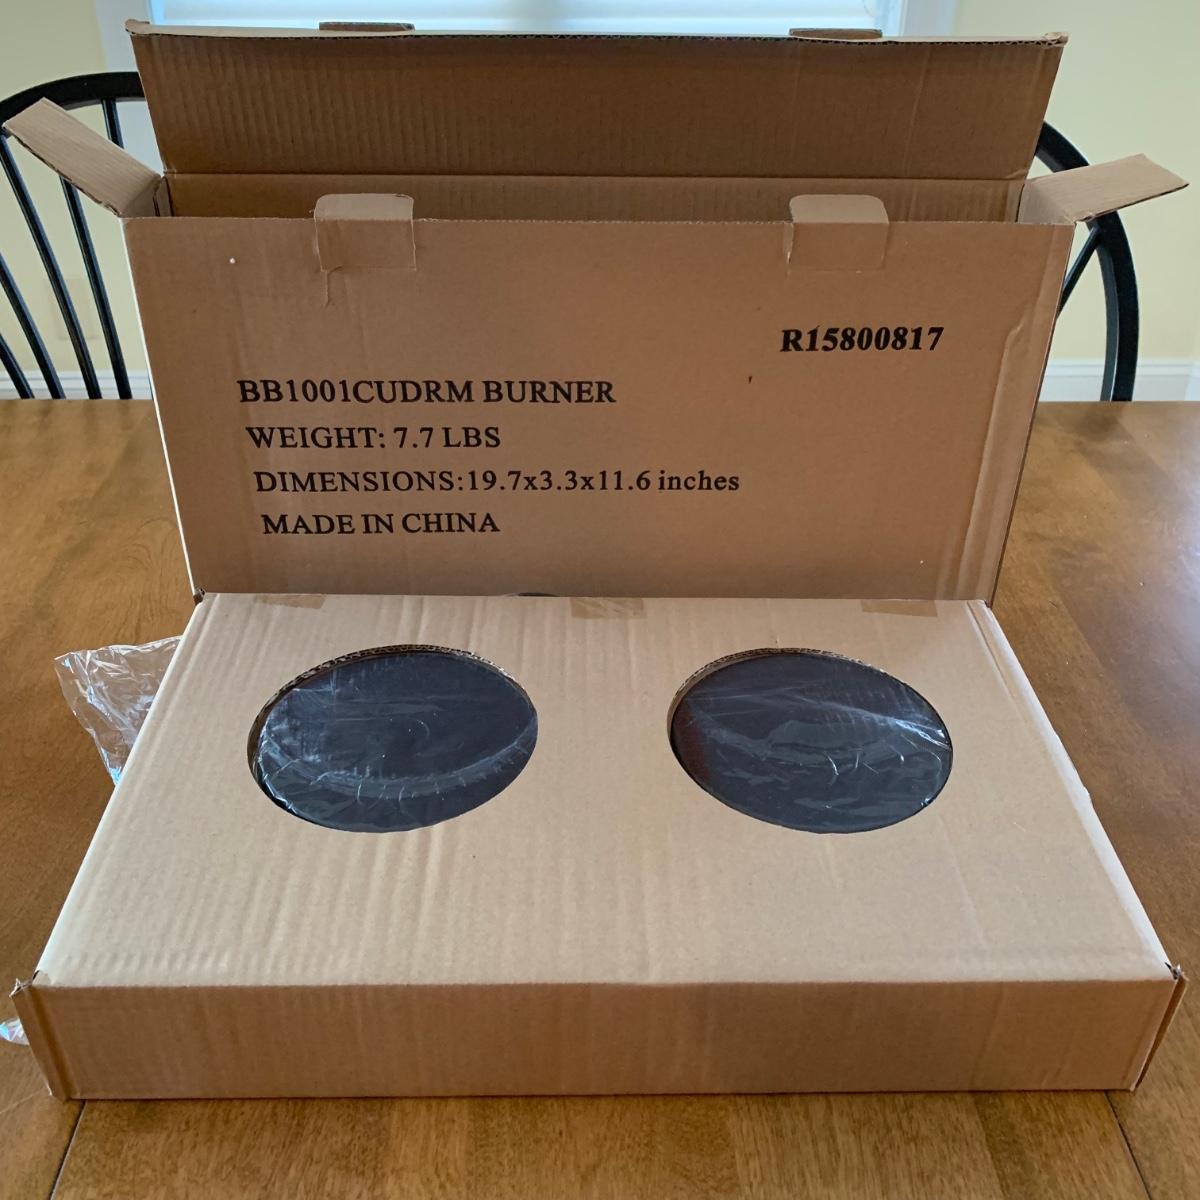 R15800817
BB1001CUDRM BURNER
WEIGHT: 7.7 LBS
DIMENSIONS:19.7x3.3x11.6 inches
MADE IN CHINA